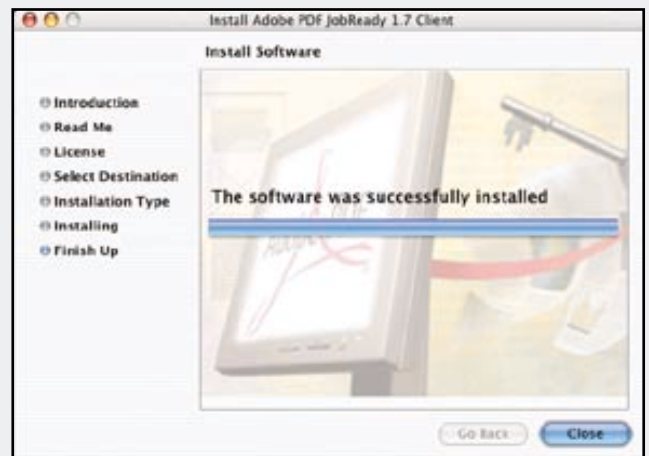 Install Adobe PDF JobReady 1.7 Client
Install Software
Introduction
Read Me
License
Select Destination
Installation Type
Installing
Finish Up
The software was successfully installed
Go Back
Close